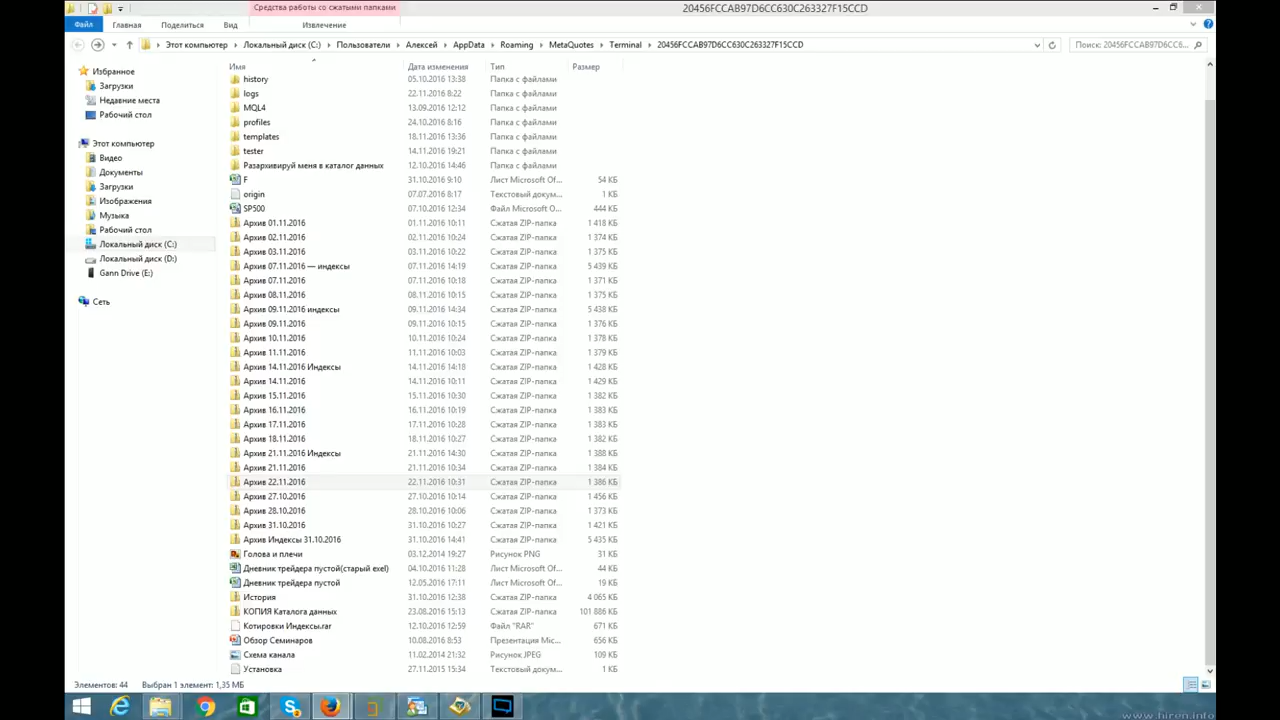 Средства работы со сжатыми папками
20456FCCAB97D6CC630C263327F15CCD
Файл Главная Поделиться Вид Извлечение
Этот компьютер Локальный диск (C:) Пользователи Алексей AppData Roaming MetaQuotes Terminal 20456FCCAB97D6CC630C263327F15CCD Поиск: 20456FCCAB97D6CC6...
Избранное
Загрузки
Недавние места
Рабочий стол
Этот компьютер
Видео
Документы
Загрузки
Изображения
Музыка
Рабочий стол
Локальный диск (C:)
Локальный диск (D:)
Gann Drive (E:)
Сеть
Имя Дата изменения Тип Размер
history 05.10.2016 13:38 Папка с файлами
logs 22.11.2016 8:22 Папка с файлами
MQL4 13.09.2016 12:12 Папка с файлами
profiles 24.10.2016 8:16 Папка с файлами
templates 18.11.2016 13:36 Папка с файлами
tester 14.11.2016 19:21 Папка с файлами
Разархивируй меня в каталог данных 12.10.2016 14:46 Папка с файлами
F 31.10.2016 9:10 Лист Microsoft Of... 54 КБ
origin 07.07.2016 8:17 Текстовый докум... 1 КБ
SP500 07.10.2016 12:34 Файл Microsoft O... 444 КБ
Архив 01.11.2016 01.11.2016 10:11 Сжатая ZIP-папка 1 418 КБ
Архив 02.11.2016 02.11.2016 10:24 Сжатая ZIP-папка 1 374 КБ
Архив 03.11.2016 03.11.2016 10:22 Сжатая ZIP-папка 1 375 КБ
Архив 07.11.2016 — индексы 07.11.2016 14:19 Сжатая ZIP-папка 5 439 КБ
Архив 07.11.2016 07.11.2016 10:18 Сжатая ZIP-папка 1 371 КБ
Архив 08.11.2016 08.11.2016 10:15 Сжатая ZIP-папка 1 375 КБ
Архив 09.11.2016 индексы 09.11.2016 14:34 Сжатая ZIP-папка 5 438 КБ
Архив 09.11.2016 09.11.2016 10:15 Сжатая ZIP-папка 1 376 КБ
Архив 10.11.2016 10.11.2016 10:24 Сжатая ZIP-папка 1 378 КБ
Архив 11.11.2016 11.11.2016 10:03 Сжатая ZIP-папка 1 379 КБ
Архив 14.11.2016 Индексы 14.11.2016 14:18 Сжатая ZIP-папка 1 428 КБ
Архив 14.11.2016 14.11.2016 10:11 Сжатая ZIP-папка 1 429 КБ
Архив 15.11.2016 15.11.2016 10:30 Сжатая ZIP-папка 1 382 КБ
Архив 16.11.2016 16.11.2016 10:19 Сжатая ZIP-папка 1 383 КБ
Архив 17.11.2016 17.11.2016 10:28 Сжатая ZIP-папка 1 383 КБ
Архив 18.11.2016 18.11.2016 10:27 Сжатая ZIP-папка 1 382 КБ
Архив 21.11.2016 Индексы 21.11.2016 14:30 Сжатая ZIP-папка 1 388 КБ
Архив 21.11.2016 21.11.2016 10:34 Сжатая ZIP-папка 1 384 КБ
Архив 22.11.2016 22.11.2016 10:31 Сжатая ZIP-папка 1 386 КБ
Архив 27.10.2016 27.10.2016 10:14 Сжатая ZIP-папка 1 456 КБ
Архив 28.10.2016 28.10.2016 10:06 Сжатая ZIP-папка 1 373 КБ
Архив 31.10.2016 31.10.2016 10:27 Сжатая ZIP-папка 1 421 КБ
Архив Индексы 31.10.2016 31.10.2016 14:41 Сжатая ZIP-папка 5 435 КБ
Голова и плечи 03.12.2014 19:27 Рисунок PNG 31 КБ
Дневник трейдера пустой(старый exel) 04.10.2016 11:28 Лист Microsoft Of... 44 КБ
Дневник трейдера пустой 12.05.2016 17:11 Лист Microsoft Of... 19 КБ
История 31.10.2016 12:38 Сжатая ZIP-папка 4 065 КБ
КОПИЯ Каталога данных 23.08.2016 15:13 Сжатая ZIP-папка 101 886 КБ
Котировки Индексы.rar 12.10.2016 12:59 Файл "RAR" 671 КБ
Обзор Семинаров 10.08.2016 8:53 Презентация Mic... 656 КБ
Схема канала 11.02.2014 21:32 Рисунок JPEG 109 КБ
Установка 27.11.2015 15:34 Текстовый докум... 1 КБ
Элементов: 44 Выбран 1 элемент: 1,35 МБ
www.hiren.info